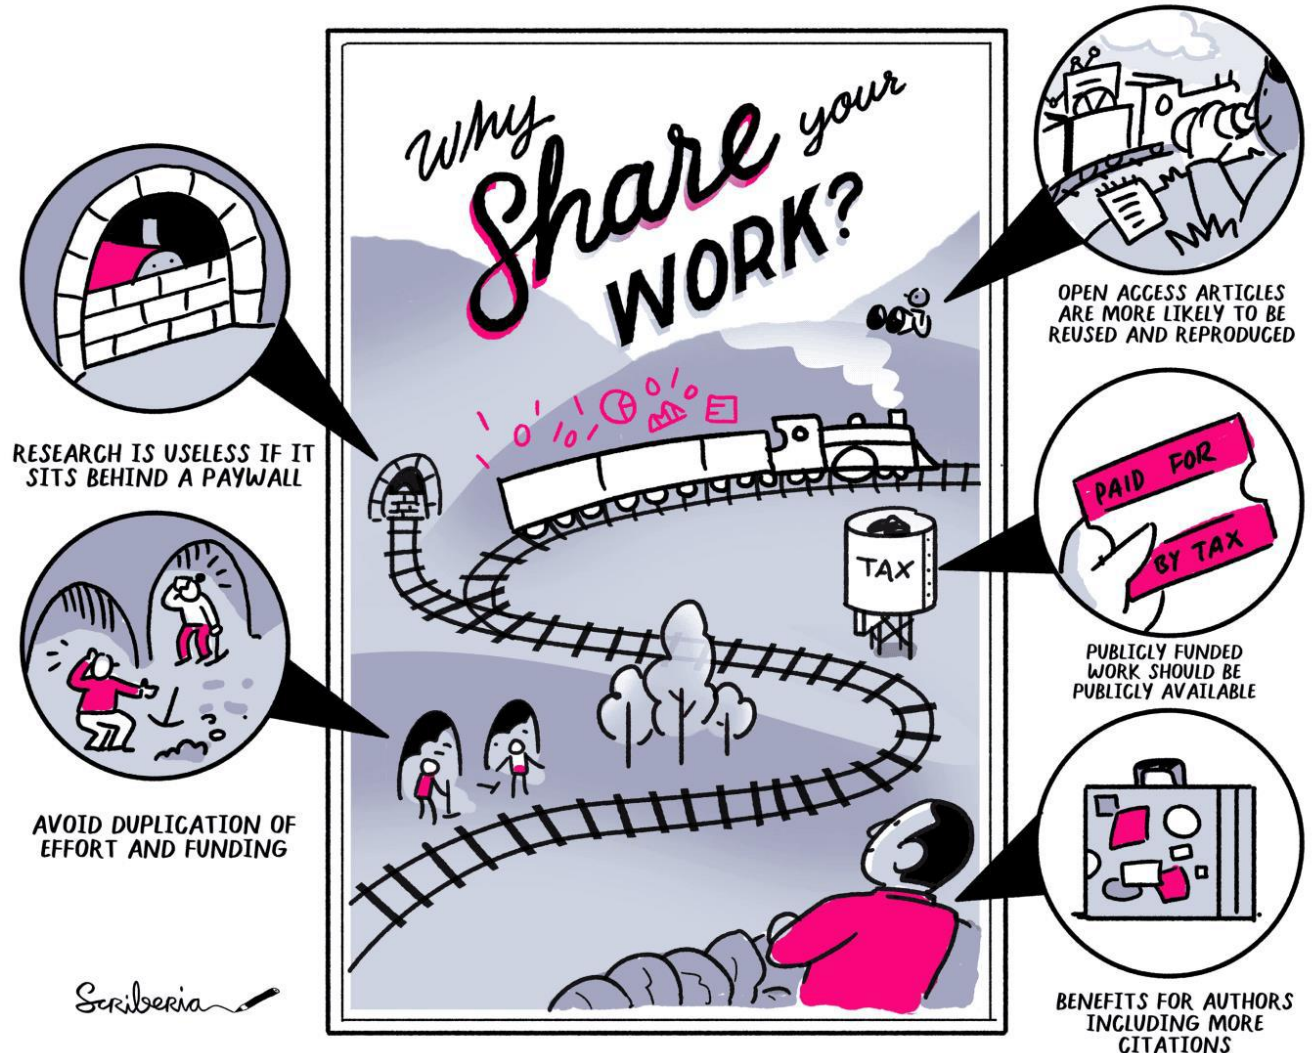 Why
Share your
WORK?
RESEARCH IS USELESS IF IT
SITS BEHIND A PAYWALL
AVOID DUPLICATION OF
EFFORT AND FUNDING
OPEN ACCESS ARTICLES
ARE MORE LIKELY TO BE
REUSED AND REPRODUCED
TAX
PAID FOR
BY TAX
PUBLICLY FUNDED
WORK SHOULD BE
PUBLICLY AVAILABLE
BENEFITS FOR AUTHORS
INCLUDING MORE
CITATIONS
Scriberia